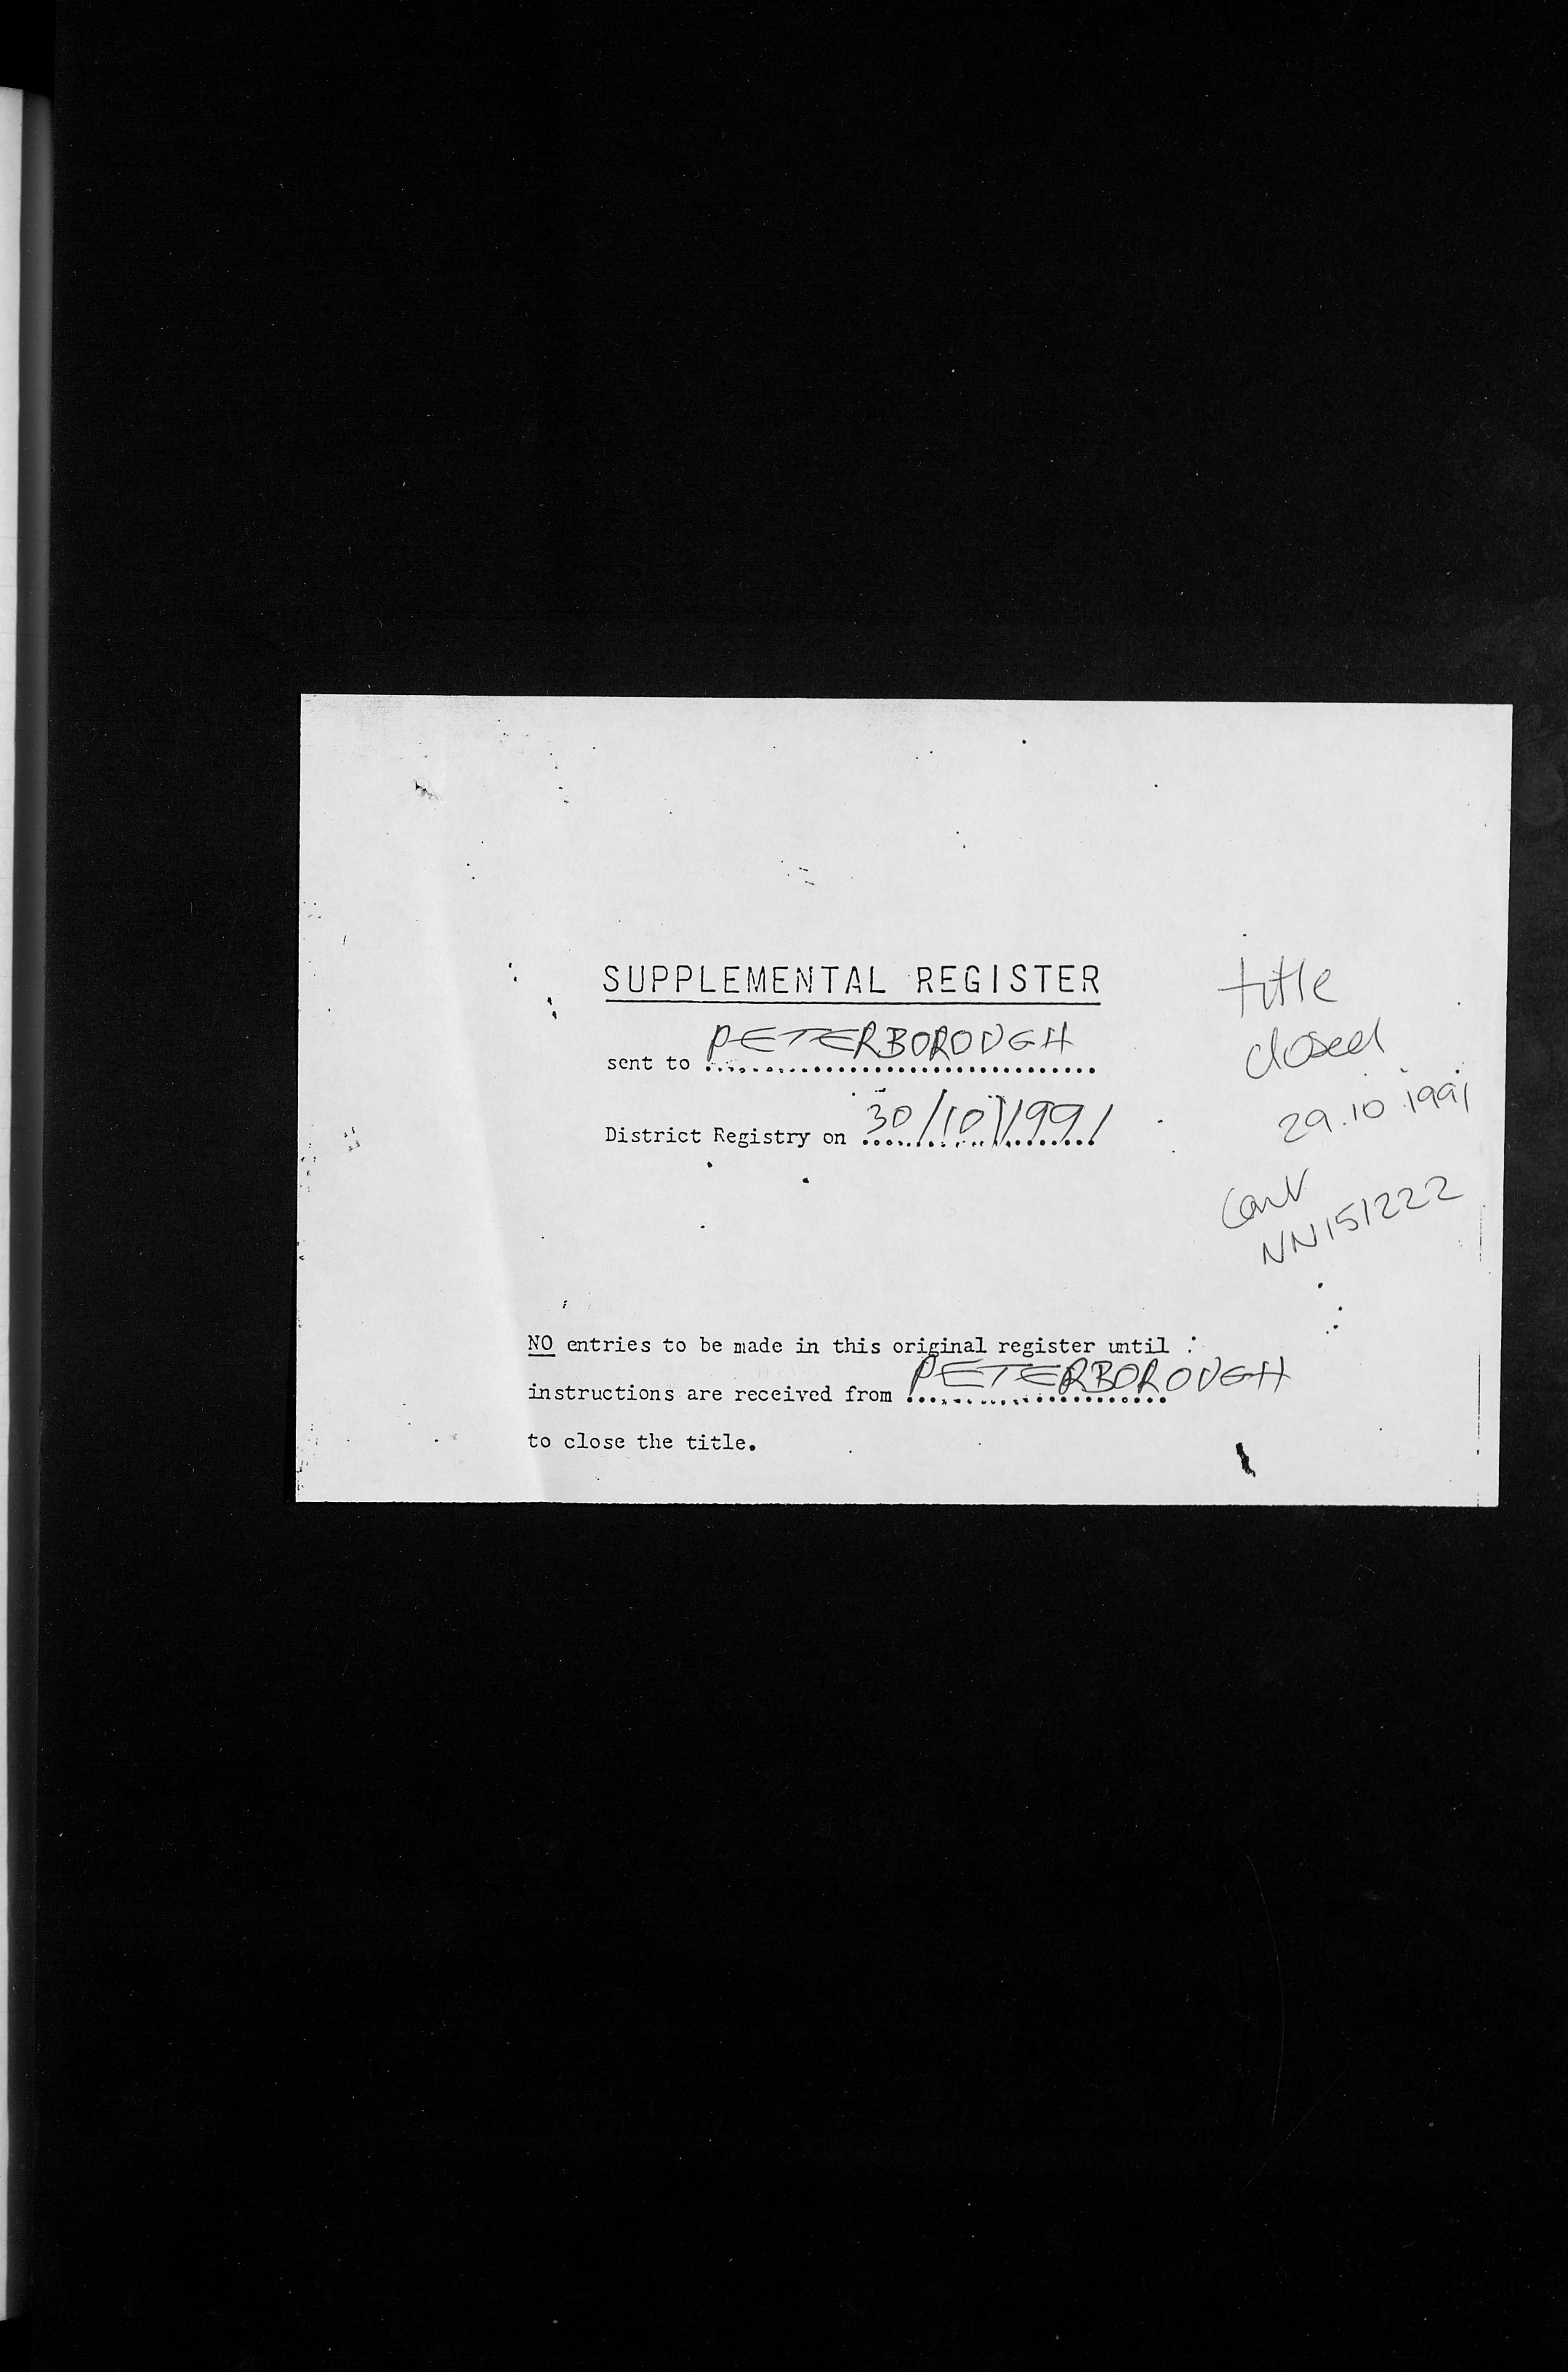 SUPPLEMENTAL REGISTER
sent to PETERBOROUGH
District Registry on 30/10/1991
title
closed
29.10.1991
NN151222
NO entries to be made in this original register until
instructions are received from PETERBOROUGH
to close the title.